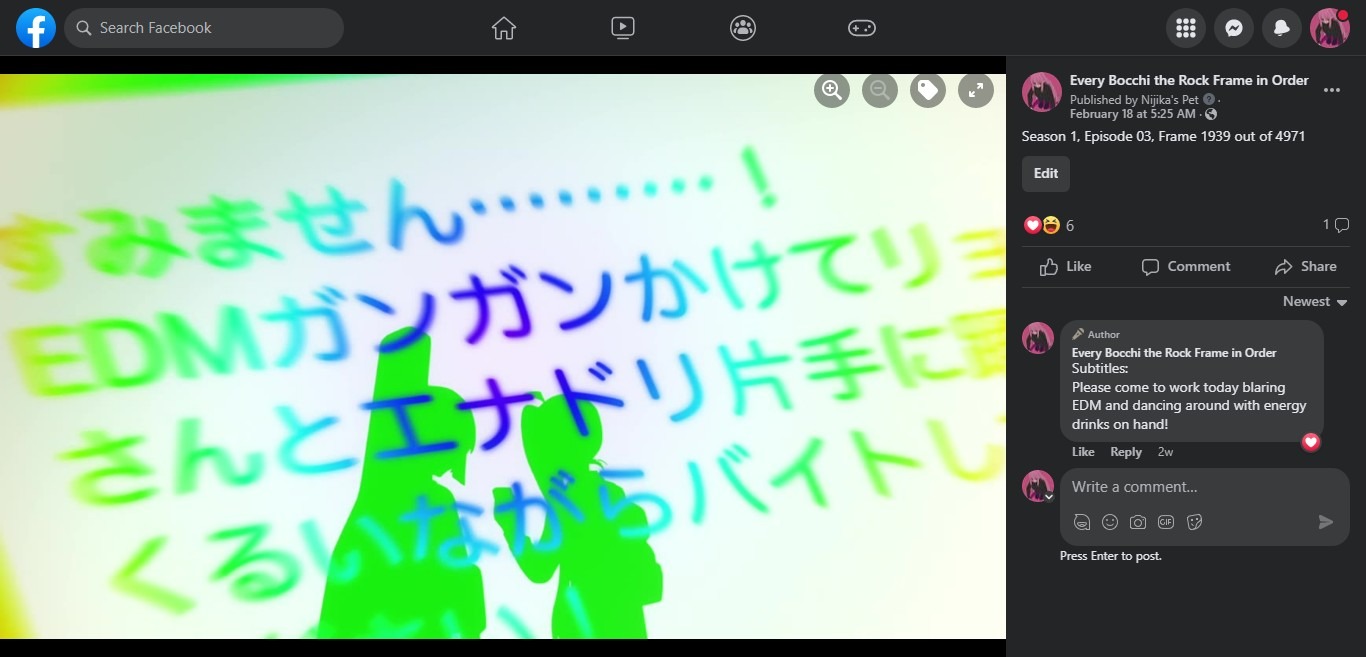 Search Facebook
すみません………！
EDMガンガンかけてリョ
さんとエナドリ片手に
くるいながらバイトし
Every Bocchi the Rock Frame in Order
Published by Nijika's Pet ·
February 18 at 5:25 AM ·
Season 1, Episode 03, Frame 1939 out of 4971
Edit
6
1
Like
Comment
Share
Newest
Author
Every Bocchi the Rock Frame in Order
Subtitles:
Please come to work today blaring
EDM and dancing around with energy
drinks on hand!
Like Reply 2w
Write a comment...
GIF
Press Enter to post.